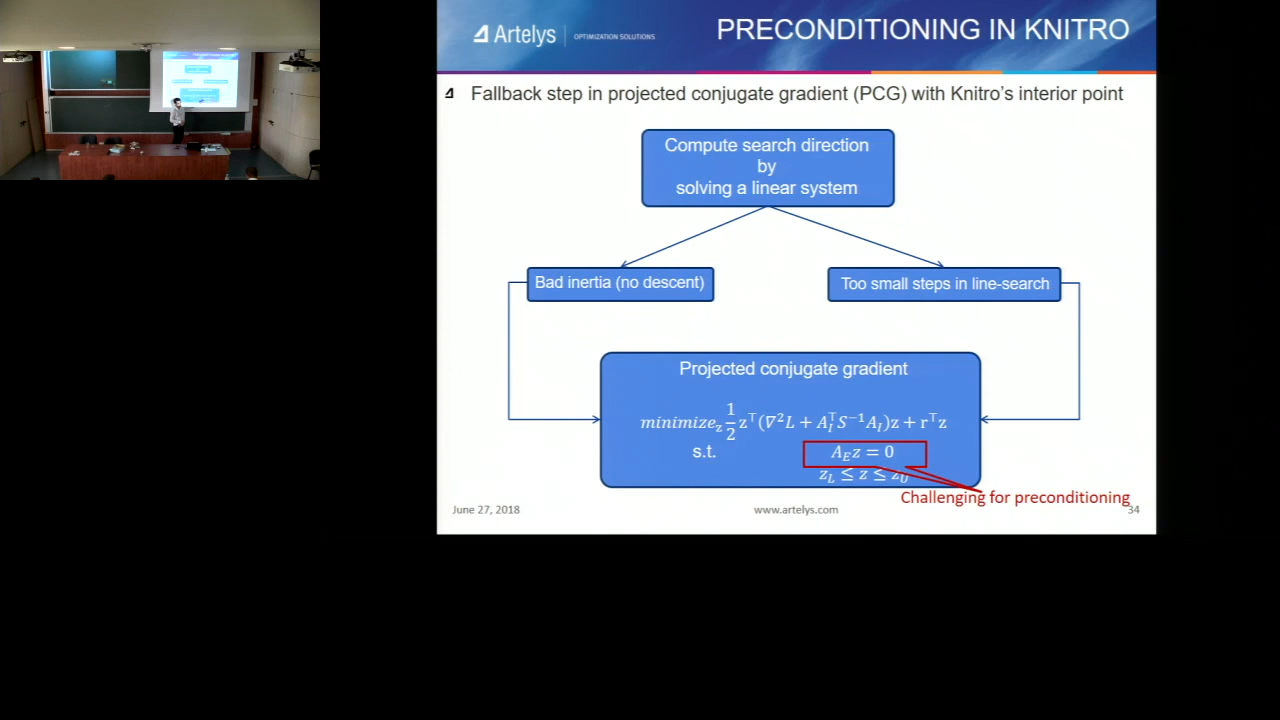 Artelys
OPTIMIZATION SOLUTIONS
PRECONDITIONING IN KNITRO
Fallback step in projected conjugate gradient (PCG) with Knitro's interior point
Compute search direction
by
solving a linear system
Bad inertia (no descent)
Too small steps in line-search
Projected conjugate gradient
minimize_z 1/2 z^⊤(∇²L + A_I^⊤ S^{-1} A_I)z + r^⊤z
s.t. A_E z = 0
z_L ≤ z ≤ z_U
Challenging for preconditioning
June 27, 2018
www.artelys.com
34